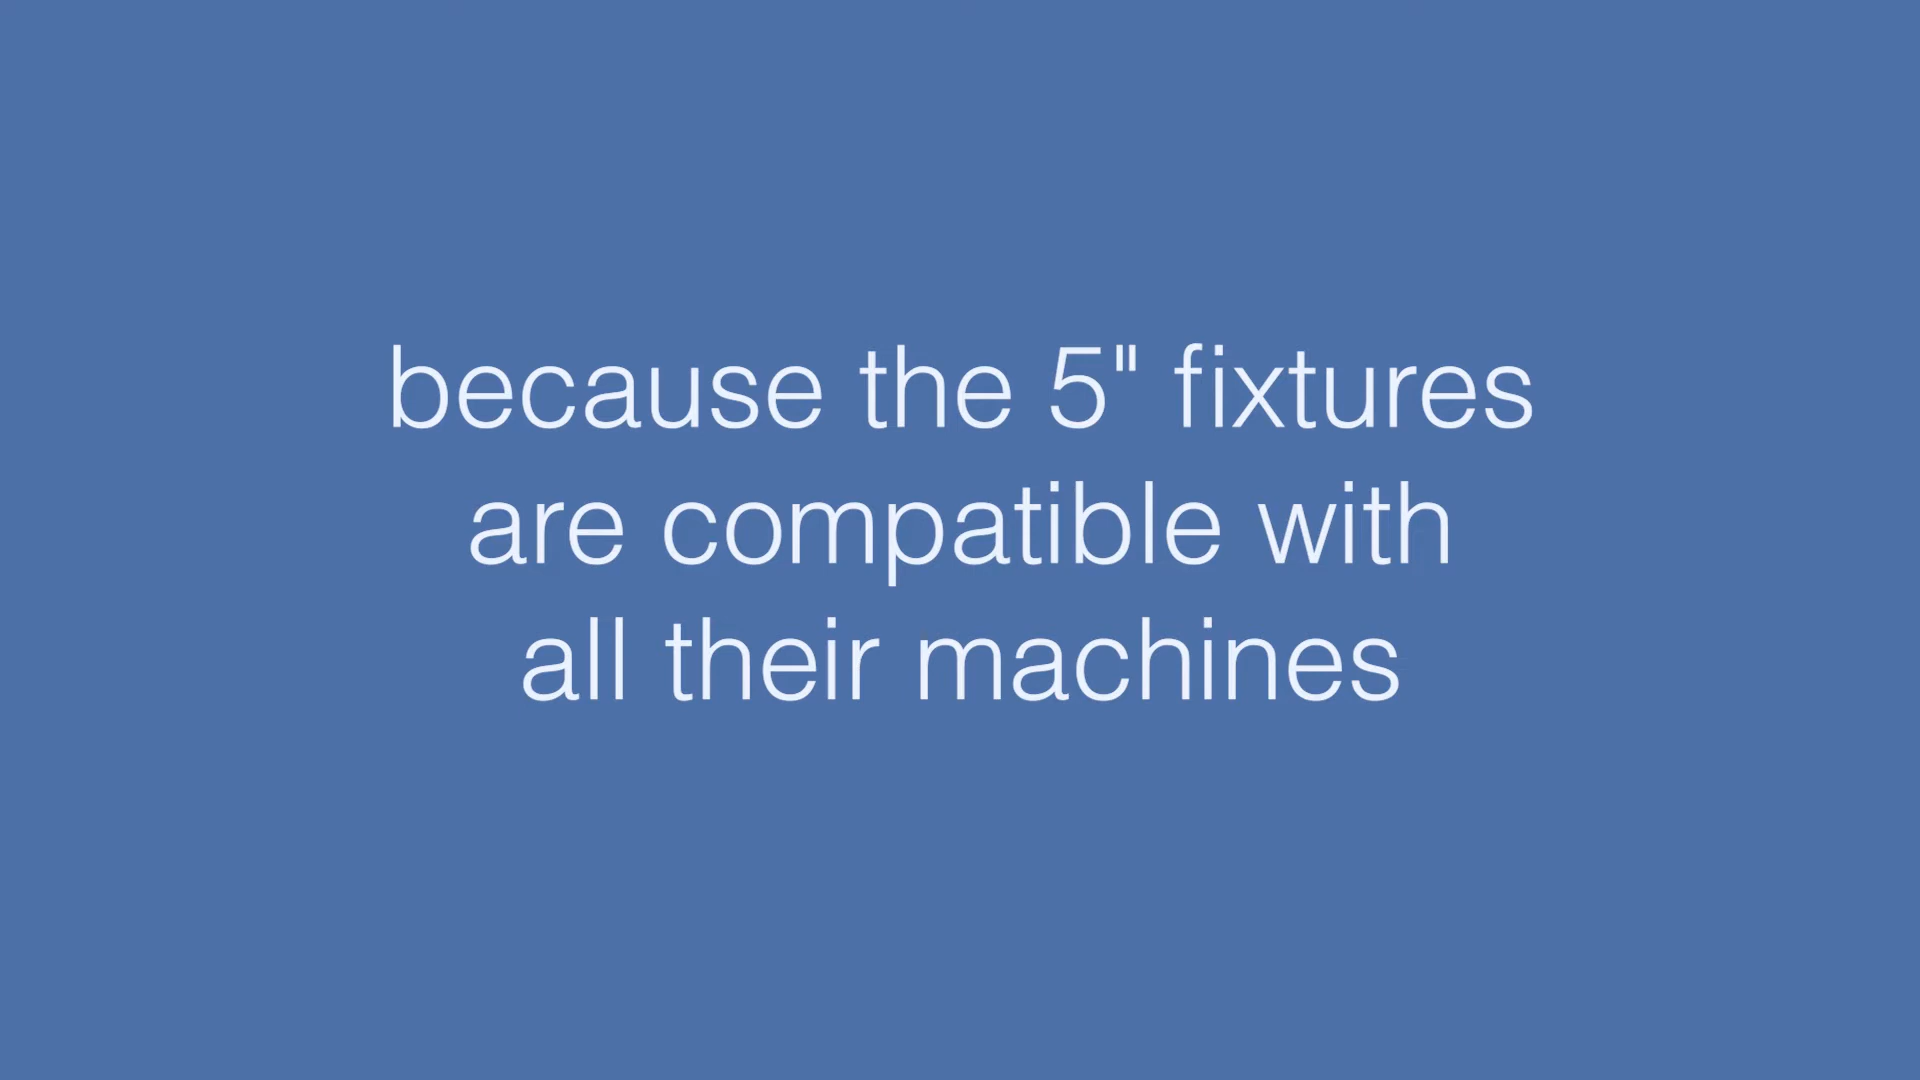 because the 5" fixtures
are compatible with
all their machines